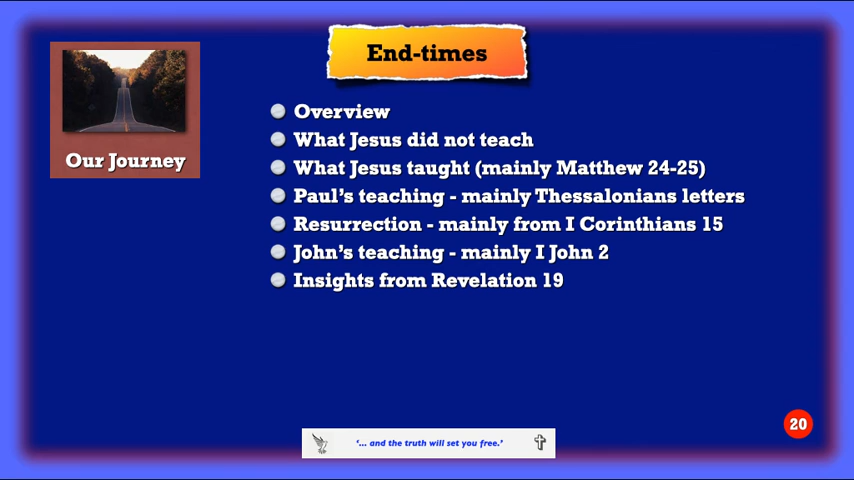 End-times
Our Journey
Overview
What Jesus did not teach
What Jesus taught (mainly Matthew 24-25)
Paul's teaching - mainly Thessalonians letters
Resurrection - mainly from I Corinthians 15
John's teaching - mainly I John 2
Insights from Revelation 19
20
'... and the truth will set you free.'